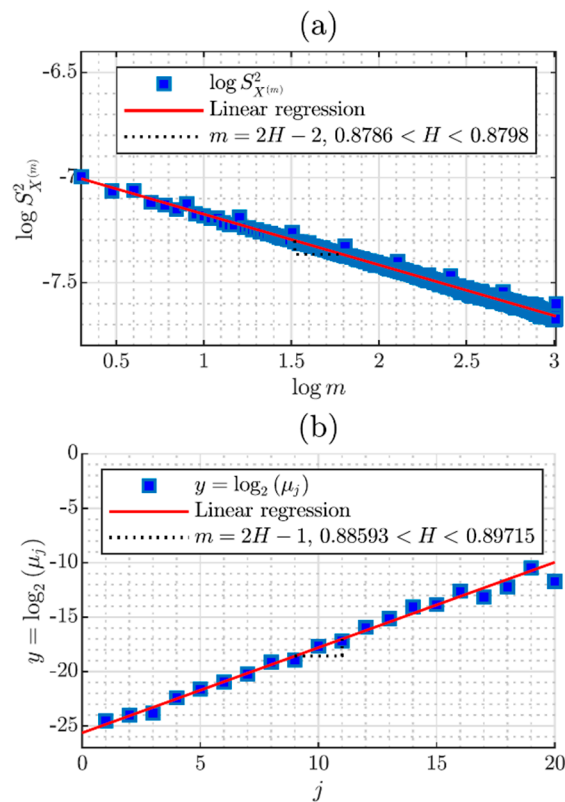 (a)
-6.5
-7
-7.5
log S²_{X^{(m)}}
log S²_{X^{(m)}}
Linear regression
m = 2H − 2, 0.8786 < H < 0.8798
0.5 1 1.5 2 2.5 3
log m
(b)
0
-5
-10
-15
-20
-25
y = log₂ (μ_j)
y = log₂ (μ_j)
Linear regression
m = 2H − 1, 0.88593 < H < 0.89715
0 5 10 15 20
j